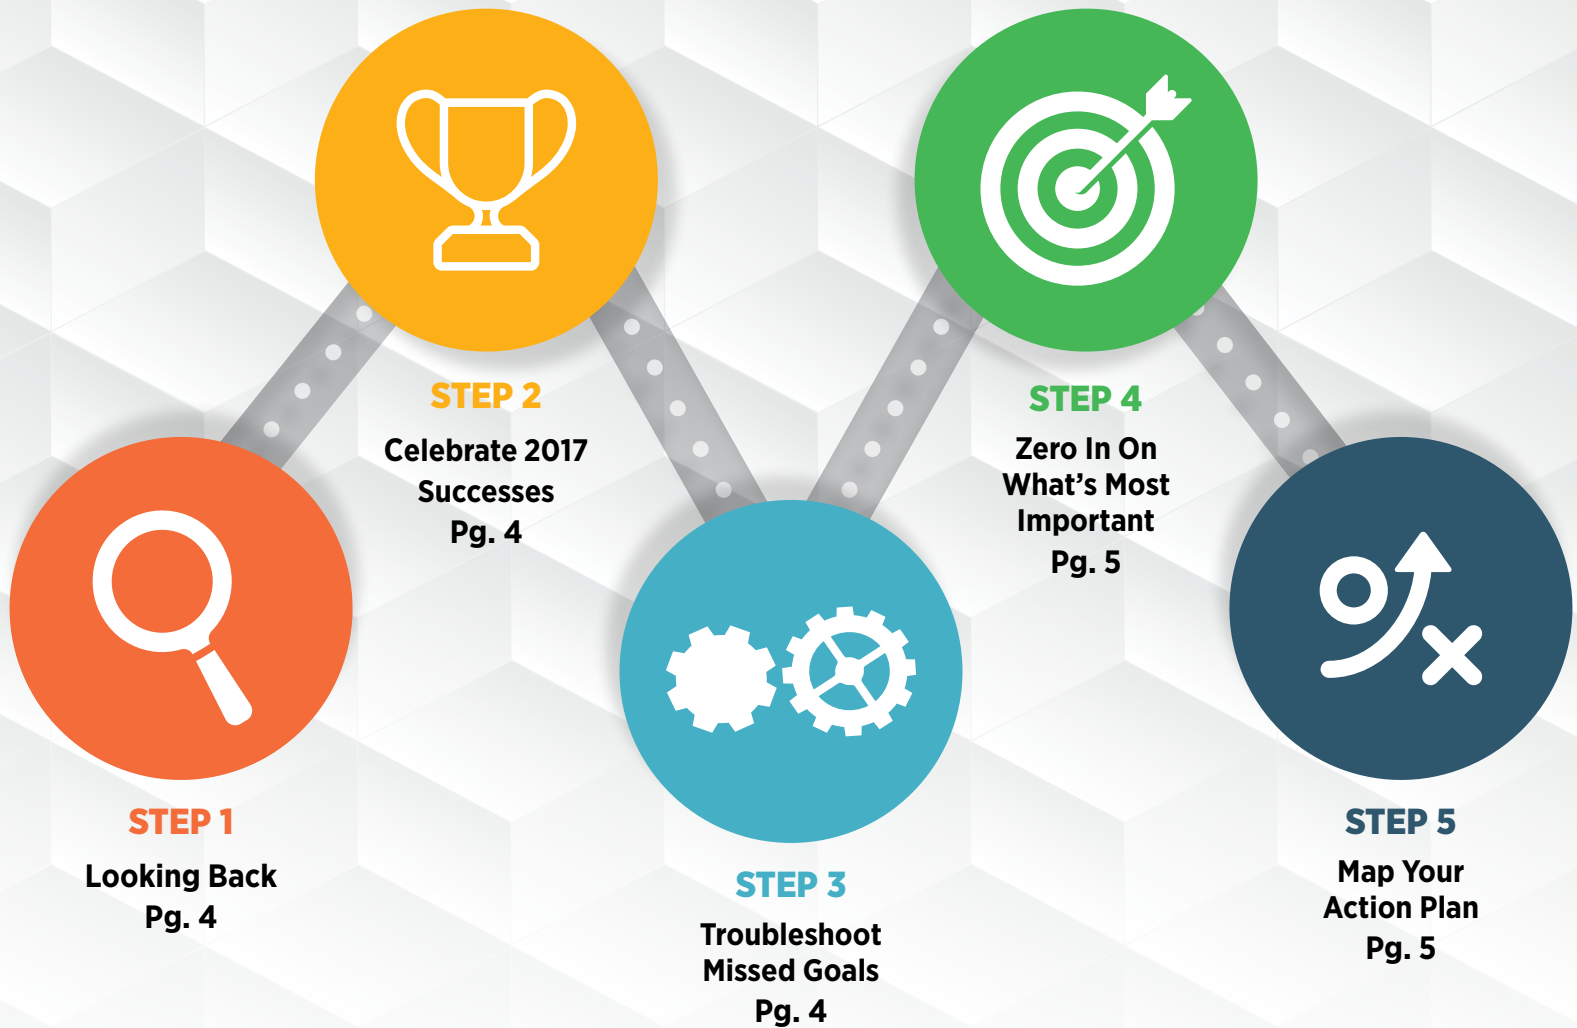 STEP 1
Looking Back
Pg. 4
STEP 2
Celebrate 2017
Successes
Pg. 4
STEP 3
Troubleshoot
Missed Goals
Pg. 4
STEP 4
Zero In On
What’s Most
Important
Pg. 5
STEP 5
Map Your
Action Plan
Pg. 5